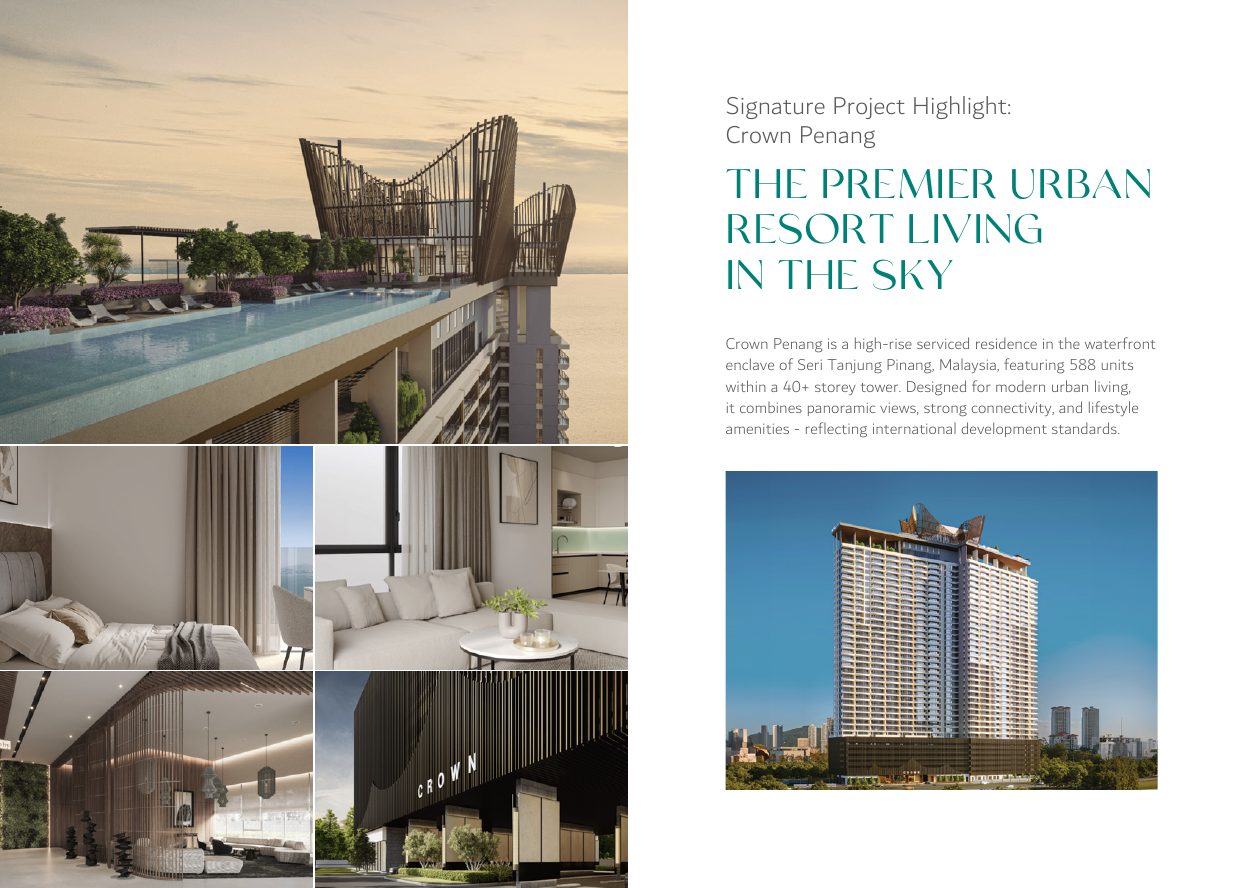 Signature Project Highlight:
Crown Penang
THE PREMIER URBAN
RESORT LIVING
IN THE SKY
Crown Penang is a high-rise serviced residence in the waterfront
enclave of Seri Tanjung Pinang, Malaysia, featuring 588 units
within a 40+ storey tower. Designed for modern urban living,
it combines panoramic views, strong connectivity, and lifestyle
amenities - reflecting international development standards.
CROWN